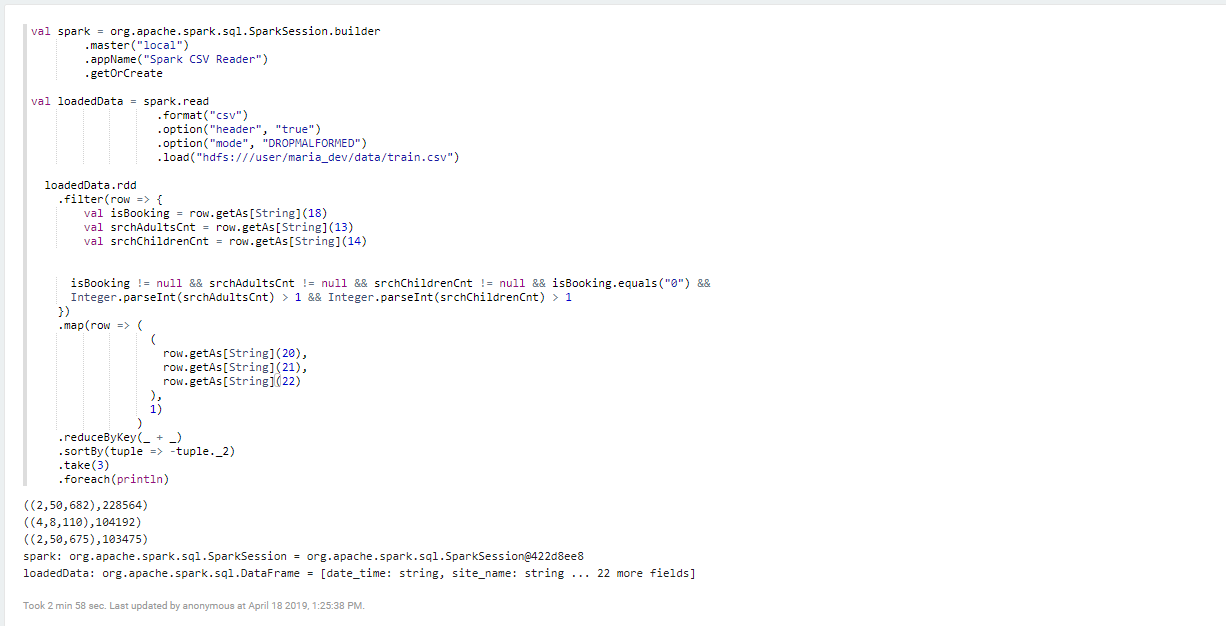 val spark = org.apache.spark.sql.SparkSession.builder
.master("local")
.appName("Spark CSV Reader")
.getOrCreate
val loadedData = spark.read
.format("csv")
.option("header", "true")
.option("mode", "DROPMALFORMED")
.load("hdfs:///user/maria_dev/data/train.csv")
loadedData.rdd
.filter(row => {
val isBooking = row.getAs[String](18)
val srchAdultsCnt = row.getAs[String](13)
val srchChildrenCnt = row.getAs[String](14)
isBooking != null && srchAdultsCnt != null && srchChildrenCnt != null && isBooking.equals("0") &&
Integer.parseInt(srchAdultsCnt) > 1 && Integer.parseInt(srchChildrenCnt) > 1
})
.map(row => (
(
row.getAs[String](20),
row.getAs[String](21),
row.getAs[String](22)
),
1)
)
.reduceByKey(_ + _)
.sortBy(tuple => -tuple._2)
.take(3)
.foreach(println)
((2,50,682),228564)
((4,8,110),104192)
((2,50,675),103475)
spark: org.apache.spark.sql.SparkSession = org.apache.spark.sql.SparkSession@422d8ee8
loadedData: org.apache.spark.sql.DataFrame = [date_time: string, site_name: string ... 22 more fields]
Took 2 min 58 sec. Last updated by anonymous at April 18 2019, 1:25:38 PM.